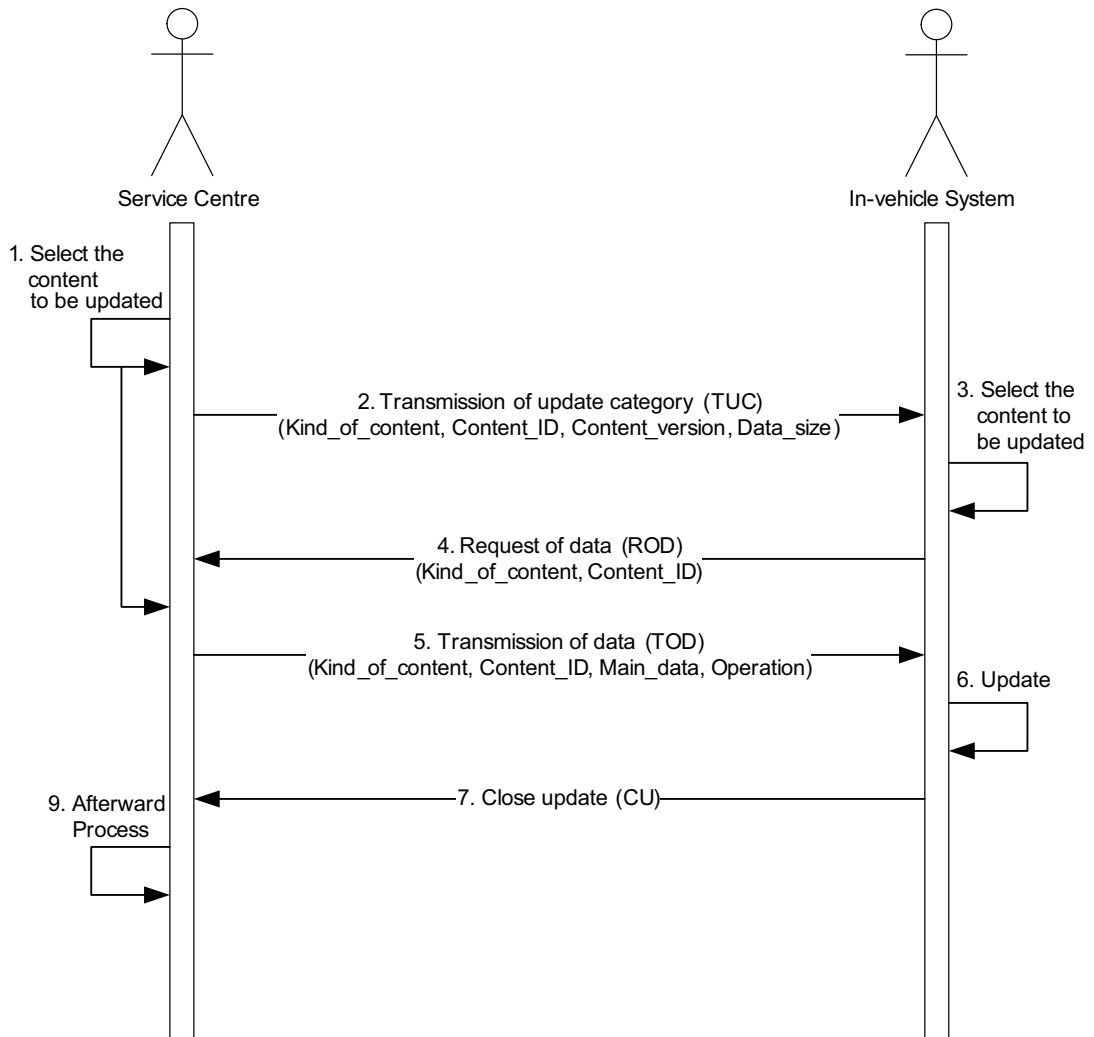 Service Centre
In-vehicle System
1. Select the
content
to be updated
2. Transmission of update category (TUC)
(Kind_of_content, Content_ID, Content_version, Data_size)
3. Select the
content to
be updated
4. Request of data (ROD)
(Kind_of_content, Content_ID)
5. Transmission of data (TOD)
(Kind_of_content, Content_ID, Main_data, Operation)
6. Update
7. Close update (CU)
9. Afterward
Process